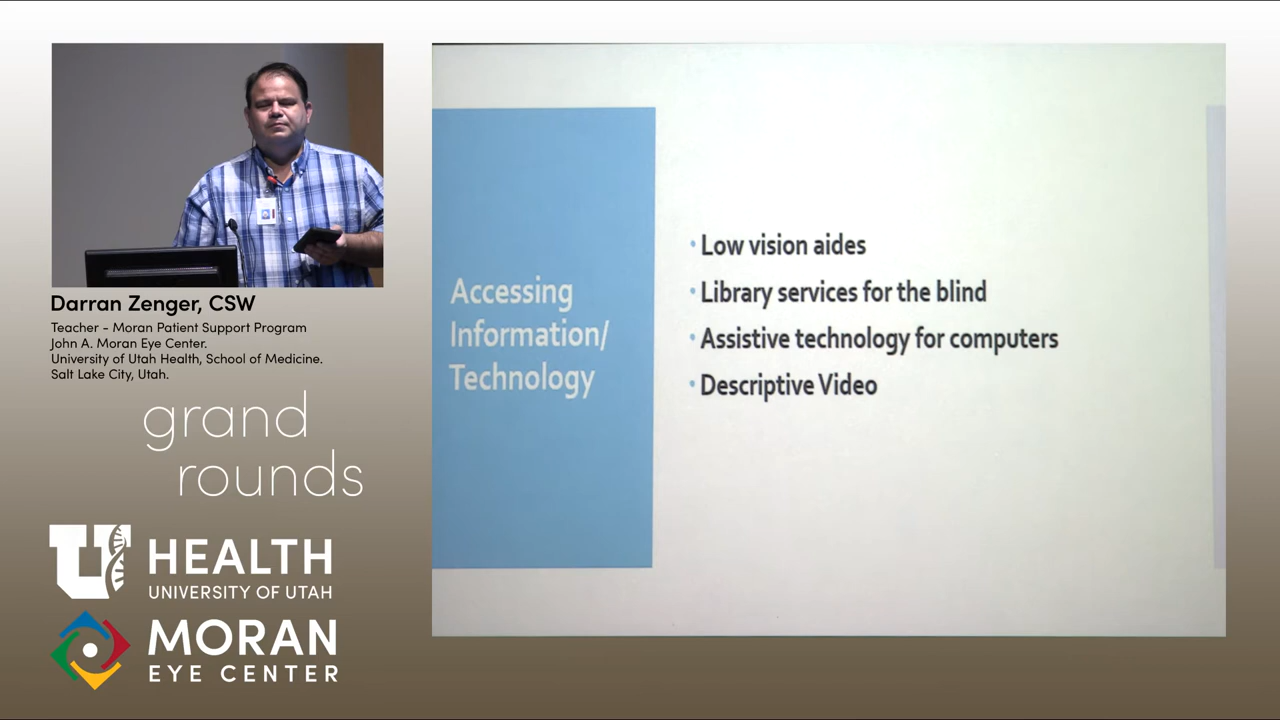 Darran Zenger, CSW
Teacher - Moran Patient Support Program
John A. Moran Eye Center.
University of Utah Health, School of Medicine.
Salt Lake City, Utah.
grand
rounds
U HEALTH
UNIVERSITY OF UTAH
MORAN
EYE CENTER
Accessing
Information/
Technology
• Low vision aides
• Library services for the blind
• Assistive technology for computers
• Descriptive Video